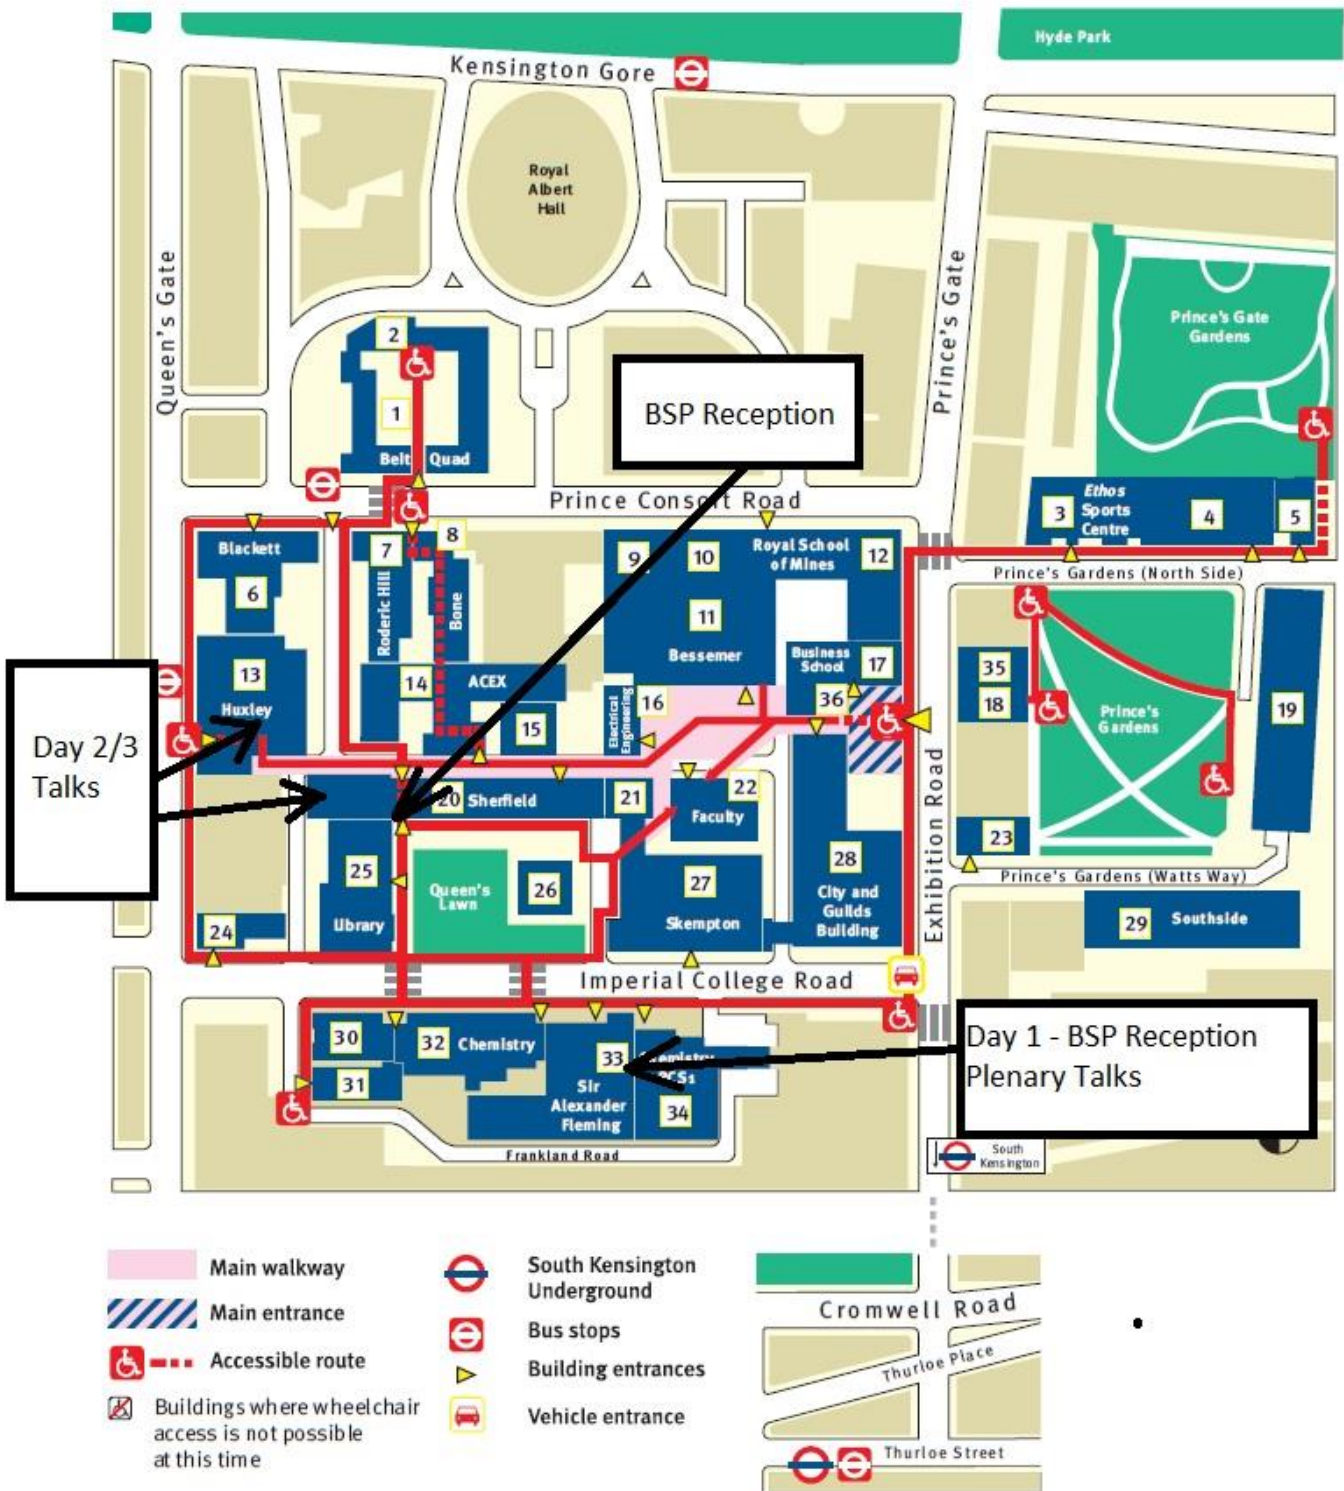 Hyde Park
Kensington Gore
Royal
Albert
Hall
Queen's Gate
Prince's Gate
Prince's Gate
Gardens
2
1
Beit Quad
BSP Reception
Prince Consort Road
3
Ethos
Sports
Centre
4
5
Prince's Gardens (North Side)
Blackett
6
7
Roderic Hill
8
Bone
9
10
Royal School
of Mines
12
11
Bessemer
Business
School
17
36
13
Huxley
14
ACEX
15
Electrical
Engineering
16
35
18
Prince's
Gardens
19
Day 2/3
Talks
20
Sherfield
21
22
Faculty
Exhibition Road
23
Prince's Gardens (Watts Way)
25
Library
Queen's
Lawn
26
27
Skempton
28
City and
Guilds
Building
29
Southside
24
Imperial College Road
30
31
32
Chemistry
33
Sir
Alexander
Fleming
34
Day 1 - BSP Reception
Plenary Talks
Frankland Road
South
Kensington
Main walkway
Main entrance
Accessible route
Buildings where wheelchair
access is not possible
at this time
South Kensington
Underground
Bus stops
Building entrances
Vehicle entrance
Cromwell Road
Thurloe Place
Thurloe Street